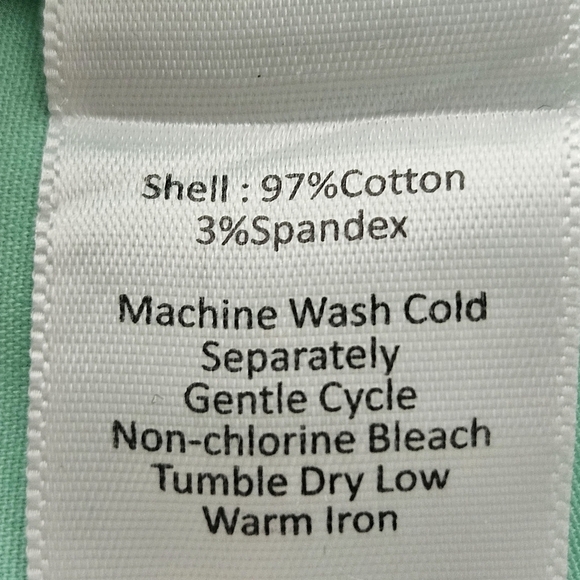 Shell : 97%Cotton
3%Spandex
Machine Wash Cold
Separately
Gentle Cycle
Non-chlorine Bleach
Tumble Dry Low
Warm Iron